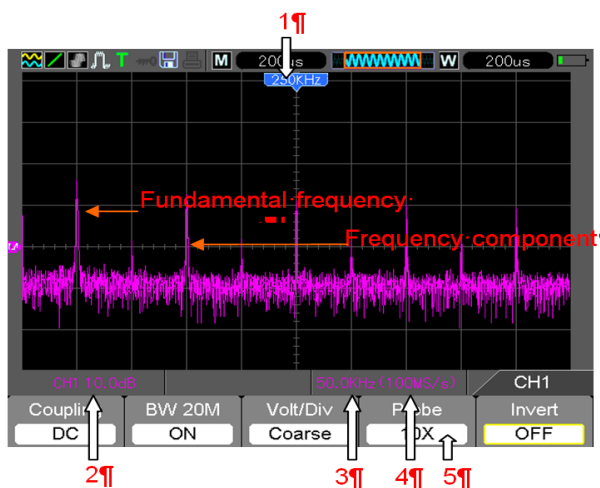 1¶
T M 200us W 200us
250KHz
Fundamental·frequency·
Frequency·component
CH1 10.0dB 50.0KHz (100MS/s) CH1
Coupling BW 20M Volt/Div Probe Invert
DC ON Coarse 10X OFF
2¶ 3¶ 4¶ 5¶